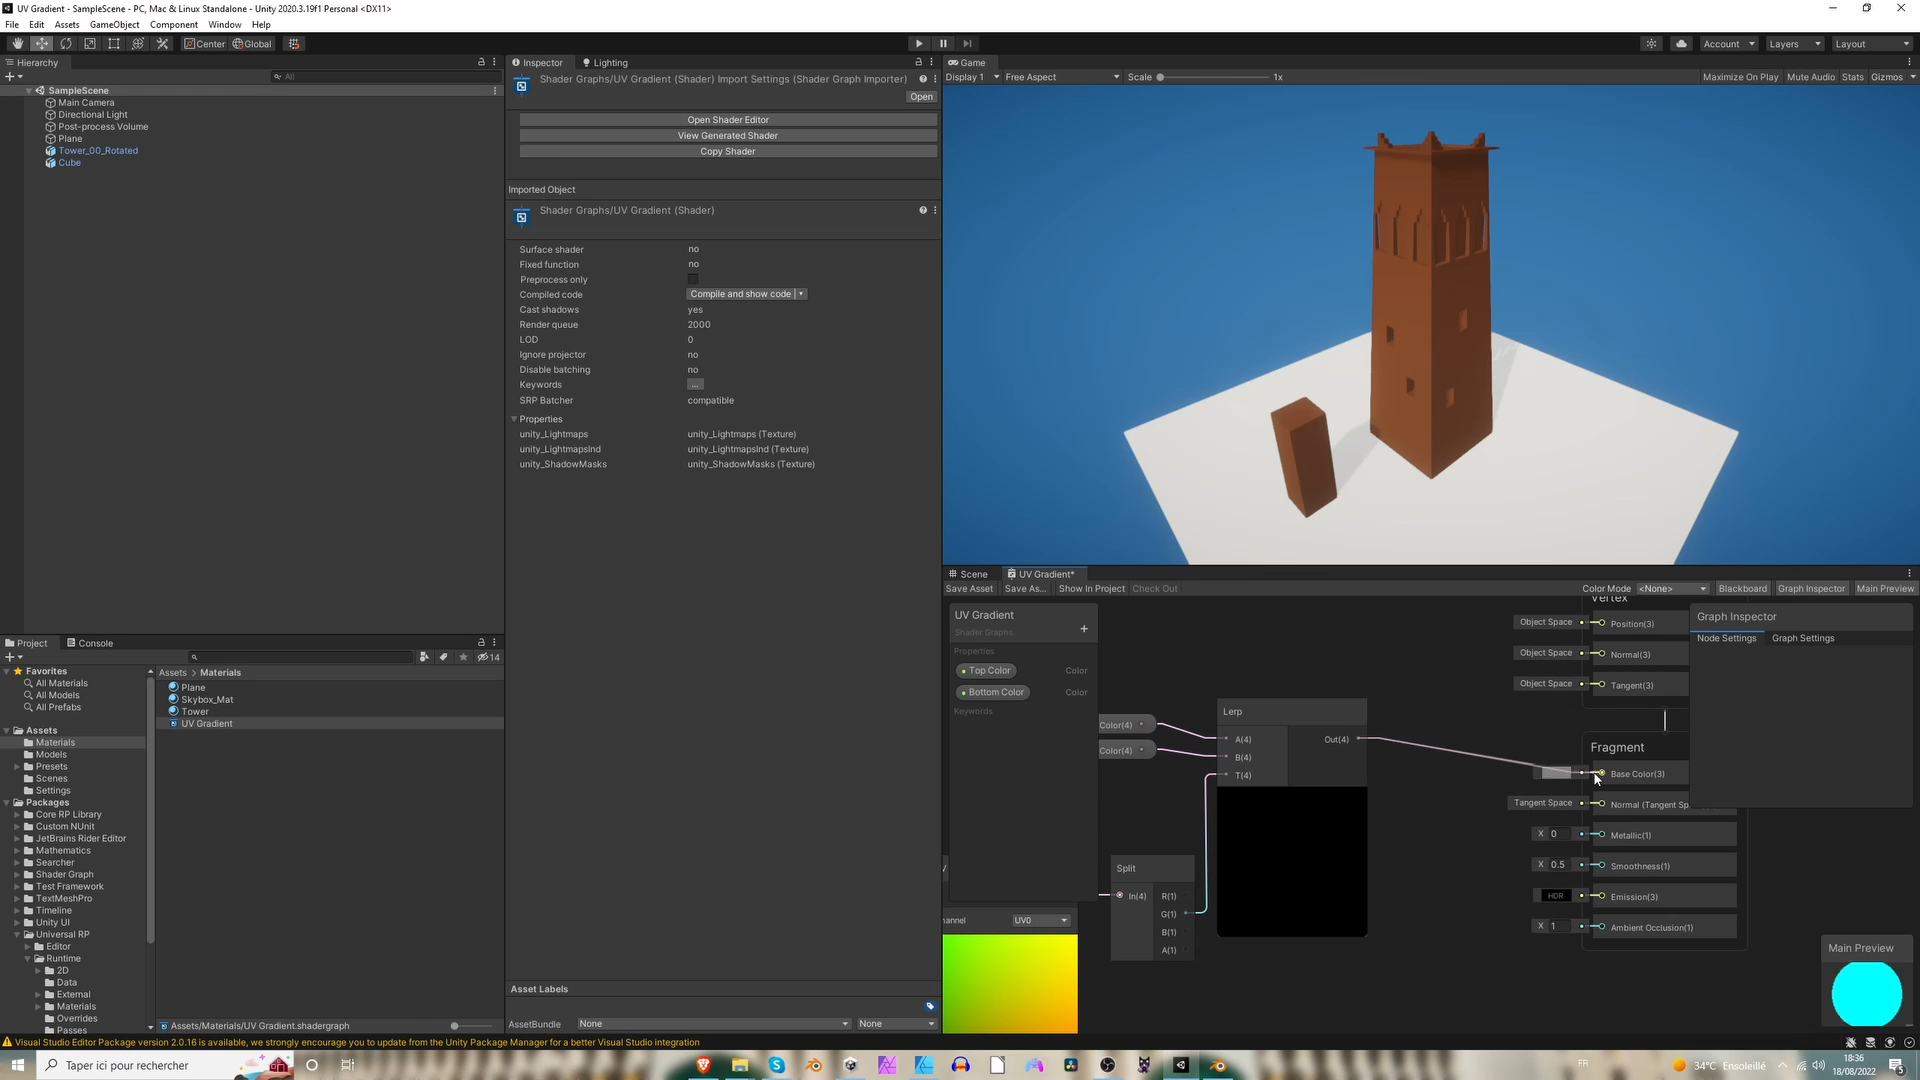 UV Gradient - SampleScene - PC, Mac & Linux Standalone - Unity 2020.3.19f1 Personal <DX11>
File Edit Assets GameObject Component Window Help
Center Global Account Layers Layout
Hierarchy
All
SampleScene
Main Camera
Directional Light
Post-process Volume
Plane
Tower_00_Rotated
Cube
Inspector Lighting
Shader Graphs/UV Gradient (Shader) Import Settings (Shader Graph Importer)
Open
Open Shader Editor
View Generated Shader
Copy Shader
Imported Object
Shader Graphs/UV Gradient (Shader)
Surface shader no
Fixed function no
Preprocess only
Compiled code Compile and show code
Cast shadows yes
Render queue 2000
LOD 0
Ignore projector no
Disable batching no
Keywords ...
SRP Batcher compatible
Properties
unity_Lightmaps unity_Lightmaps (Texture)
unity_LightmapsInd unity_LightmapsInd (Texture)
unity_ShadowMasks unity_ShadowMasks (Texture)
Asset Labels
AssetBundle None None
Game
Display 1 Free Aspect Scale 1x Maximize On Play Mute Audio Stats Gizmos
Scene UV Gradient*
Save Asset Save As... Show In Project Check Out Color Mode <None> Blackboard Graph Inspector Main Preview
UV Gradient
Shader Graphs
Properties
Top Color Color
Bottom Color Color
Keywords
Color(4)
Color(4)
Lerp
A(4) Out(4)
B(4)
T(4)
Split
In(4) R(1)
G(1)
B(1)
A(1)
hannel UV0
Vertex
Object Space Position(3)
Object Space Normal(3)
Object Space Tangent(3)
Fragment
Base Color(3)
Tangent Space Normal (Tangent Sp
X 0 Metallic(1)
X 0.5 Smoothness(1)
HDR Emission(3)
X 1 Ambient Occlusion(1)
Graph Inspector
Node Settings Graph Settings
Main Preview
Project Console
14
Favorites
All Materials
All Models
All Prefabs
Assets
Materials
Models
Presets
Scenes
Settings
Packages
Core RP Library
Custom NUnit
JetBrains Rider Editor
Mathematics
Searcher
Shader Graph
Test Framework
TextMeshPro
Timeline
Unity UI
Universal RP
Editor
Runtime
2D
Data
External
Materials
Overrides
Passes
Assets > Materials
Plane
Skybox_Mat
Tower
UV Gradient
Assets/Materials/UV Gradient.shadergraph
Visual Studio Editor Package version 2.0.16 is available, we strongly encourage you to update from the Unity Package Manager for a better Visual Studio integration
Taper ici pour rechercher
FR
34°C Ensoleillé
18:36
18/08/2022
5